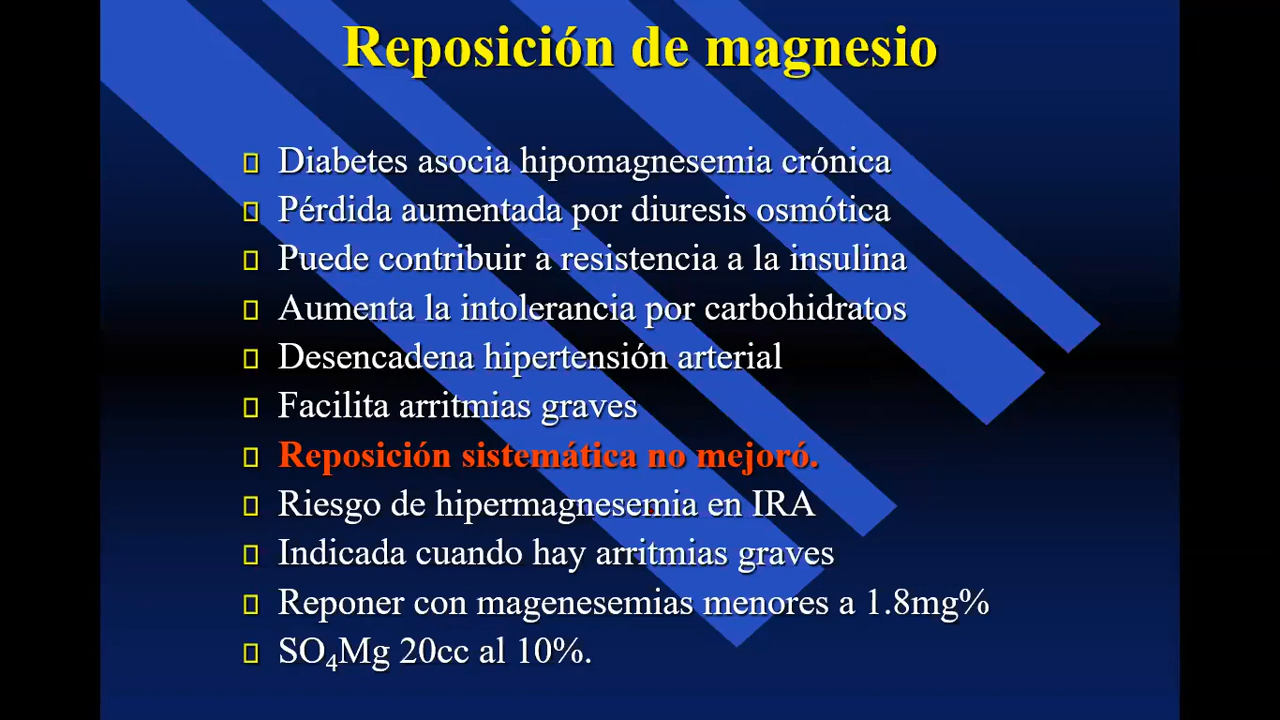 Reposición de magnesio
Diabetes asocia hipomagnesemia crónica
Pérdida aumentada por diuresis osmótica
Puede contribuir a resistencia a la insulina
Aumenta la intolerancia por carbohidratos
Desencadena hipertensión arterial
Facilita arritmias graves
Reposición sistemática no mejoró.
Riesgo de hipermagnesemia en IRA
Indicada cuando hay arritmias graves
Reponer con magenesemias menores a 1.8mg%
SO₄Mg 20cc al 10%.